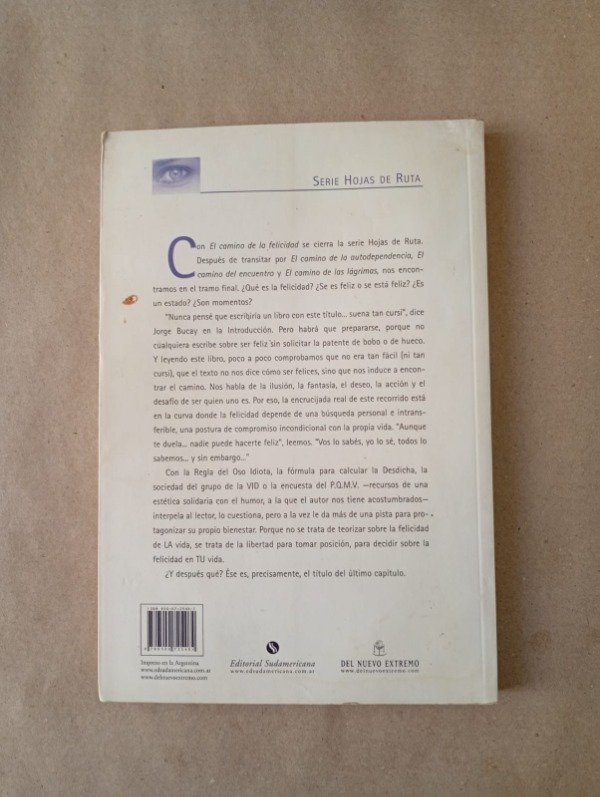 SERIE HOJAS DE RUTA
Con El camino de la felicidad se cierra la serie Hojas de Ruta.
Después de transitar por El camino de la autodependencia, El
camino del encuentro y El camino de las lágrimas, nos encon-
tramos en el tramo final. ¿Qué es la felicidad? ¿Se es feliz o se está feliz? ¿Es
un estado? ¿Son momentos?
"Nunca pensé que escribiría un libro con este título... suena tan cursi", dice
Jorge Bucay en la Introducción. Pero habrá que prepararse, porque no
cualquiera escribe sobre ser feliz sin solicitar la patente de bobo o de hueco.
Y leyendo este libro, poco a poco comprobamos que no era tan fácil (ni tan
cursi), que el texto no nos dice cómo ser felices, sino que nos induce a encon-
trar el camino. Nos habla de la ilusión, la fantasía, el deseo, la acción y el
desafío de ser quien uno es. Por eso, la encrucijada real de este recorrido está
en la curva donde la felicidad depende de una búsqueda personal e intrans-
ferible, una postura de compromiso incondicional con la propia vida. "Aunque
te duela... nadie puede hacerte feliz", leemos. "Vos lo sabés, yo lo sé, todos lo
sabemos... y sin embargo..."
Con la Regla del Oso Idiota, la fórmula para calcular la Desdicha, la
sociedad del grupo de la VID o la encuesta del P.Q.M.V. —recursos de una
estética solidaria con el humor, a la que el autor nos tiene acostumbrados—
interpela al lector, lo cuestiona, pero a la vez le da más de una pista para pro-
tagonizar su propio bienestar. Porque no se trata de teorizar sobre la felicidad
de LA vida, se trata de la libertad para tomar posición, para decidir sobre la
felicidad en TU vida.
¿Y después qué? Ése es, precisamente, el título del último capítulo.
Impreso en la Argentina
www.edsudamericana.com.ar
www.delnuevoextremo.com
Editorial Sudamericana
www.edsudamericana.com.ar
DEL NUEVO EXTREMO
www.delnuevoextremo.com